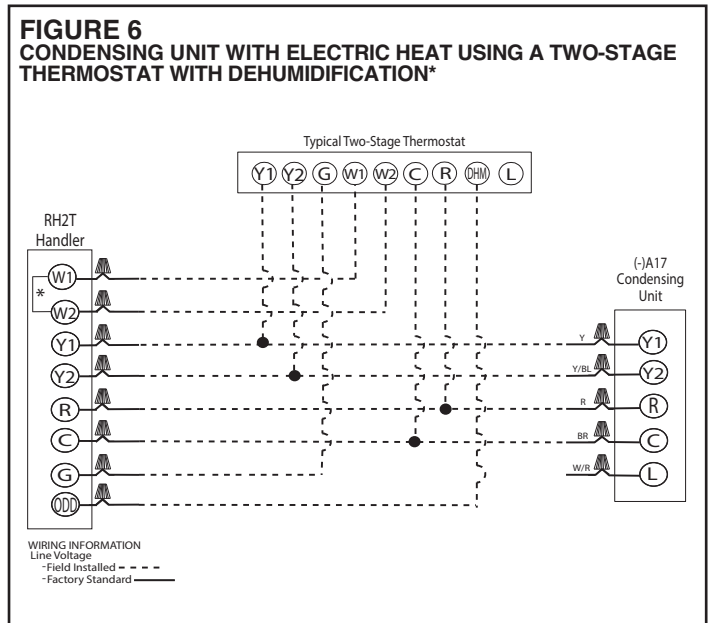 FIGURE 6
CONDENSING UNIT WITH ELECTRIC HEAT USING A TWO-STAGE
THERMOSTAT WITH DEHUMIDIFICATION*
Typical Two-Stage Thermostat
Y1 Y2 G W1 W2 C R DHM L
RH2T
Handler
W1
*
W2
Y1
Y2
R
C
G
ODD
(-)A17
Condensing
Unit
Y Y1
Y/BL Y2
R R
BR C
W/R L
WIRING INFORMATION
Line Voltage
-Field Installed
-Factory Standard